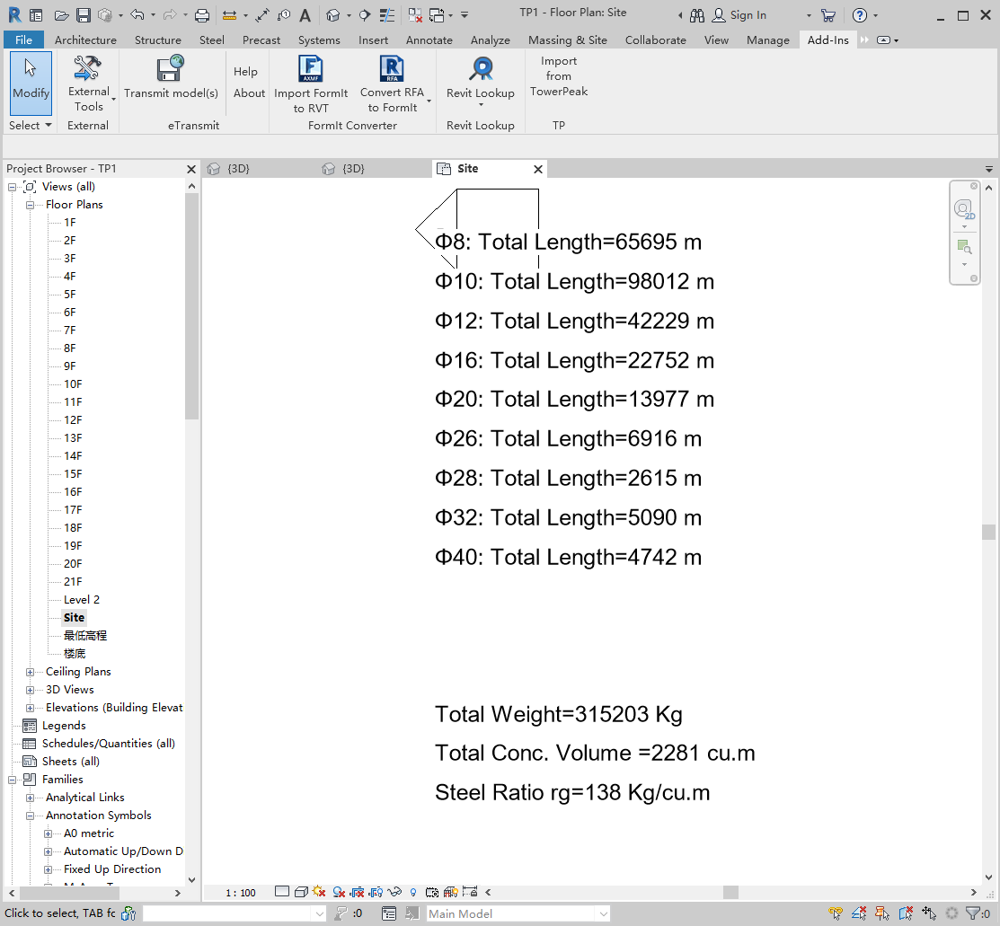 TP1 - Floor Plan: Site
Sign In
File Architecture Structure Steel Precast Systems Insert Annotate Analyze Massing & Site Collaborate View Manage Add-Ins
Modify
External Tools
Transmit model(s)
Help
About
Import FormIt to RVT
Convert RFA to FormIt
Revit Lookup
Import from TowerPeak
AXMF
RFA
Select
External
eTransmit
FormIt Converter
Revit Lookup
TP
Project Browser - TP1
{3D}
{3D}
Site
Views (all)
Floor Plans
1F
2F
3F
4F
5F
6F
7F
8F
9F
10F
11F
12F
13F
14F
15F
16F
17F
18F
19F
20F
21F
Level 2
Site
最低高程
楼底
Ceiling Plans
3D Views
Elevations (Building Elevat
Legends
Schedules/Quantities (all)
Sheets (all)
Families
Analytical Links
Annotation Symbols
A0 metric
Automatic Up/Down D
Fixed Up Direction
2D
Φ8: Total Length=65695 m
Φ10: Total Length=98012 m
Φ12: Total Length=42229 m
Φ16: Total Length=22752 m
Φ20: Total Length=13977 m
Φ26: Total Length=6916 m
Φ28: Total Length=2615 m
Φ32: Total Length=5090 m
Φ40: Total Length=4742 m
Total Weight=315203 Kg
Total Conc. Volume =2281 cu.m
Steel Ratio rg=138 Kg/cu.m
1 : 100
Click to select, TAB fc
:0
Main Model
:0